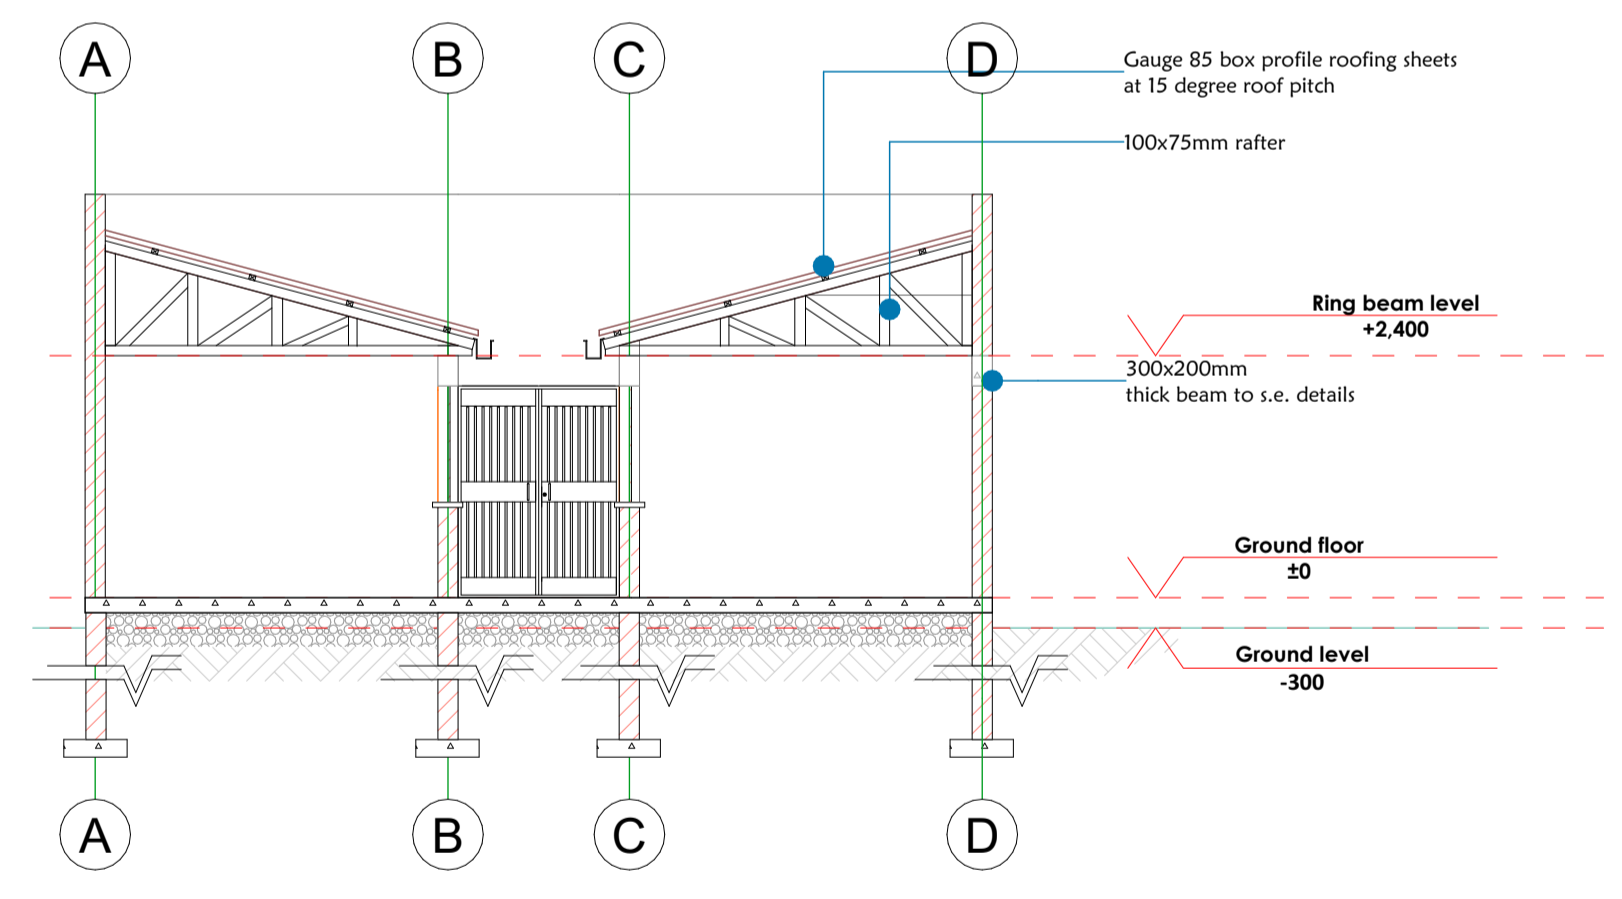 A
B
C
D
Gauge 85 box profile roofing sheets
at 15 degree roof pitch
100x75mm rafter
Ring beam level
+2,400
300x200mm
thick beam to s.e. details
Ground floor
±0
Ground level
-300
A
B
C
D